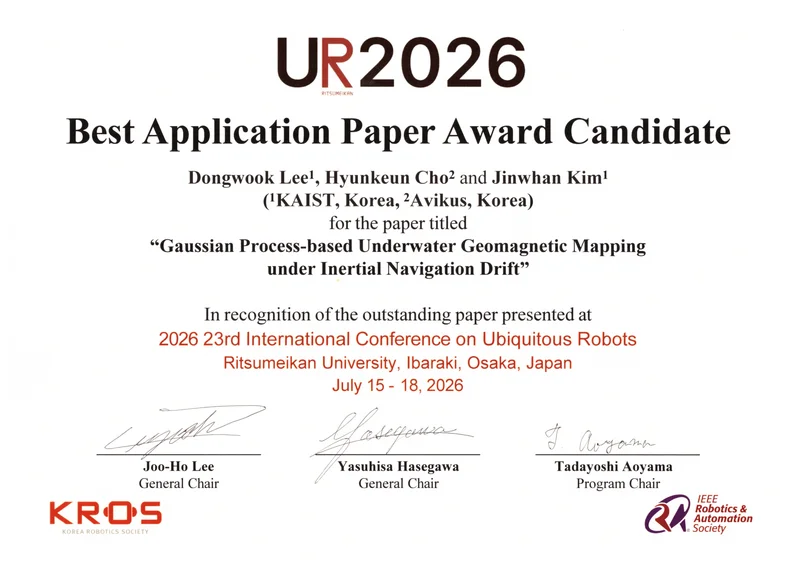 UR2026
RITSUMEIKAN
Best Application Paper Award Candidate
Dongwook Lee¹, Hyunkeun Cho² and Jinwhan Kim¹
(¹KAIST, Korea, ²Avikus, Korea)
for the paper titled
“Gaussian Process-based Underwater Geomagnetic Mapping
under Inertial Navigation Drift”
In recognition of the outstanding paper presented at
2026 23rd International Conference on Ubiquitous Robots
Ritsumeikan University, Ibaraki, Osaka, Japan
July 15 - 18, 2026
Y. Hasegawa
T. Aoyama
Joo-Ho Lee
Yasuhisa Hasegawa
Tadayoshi Aoyama
General Chair
General Chair
Program Chair
KROS
KOREA ROBOTICS SOCIETY
IEEE
Robotics &
Automation
Society